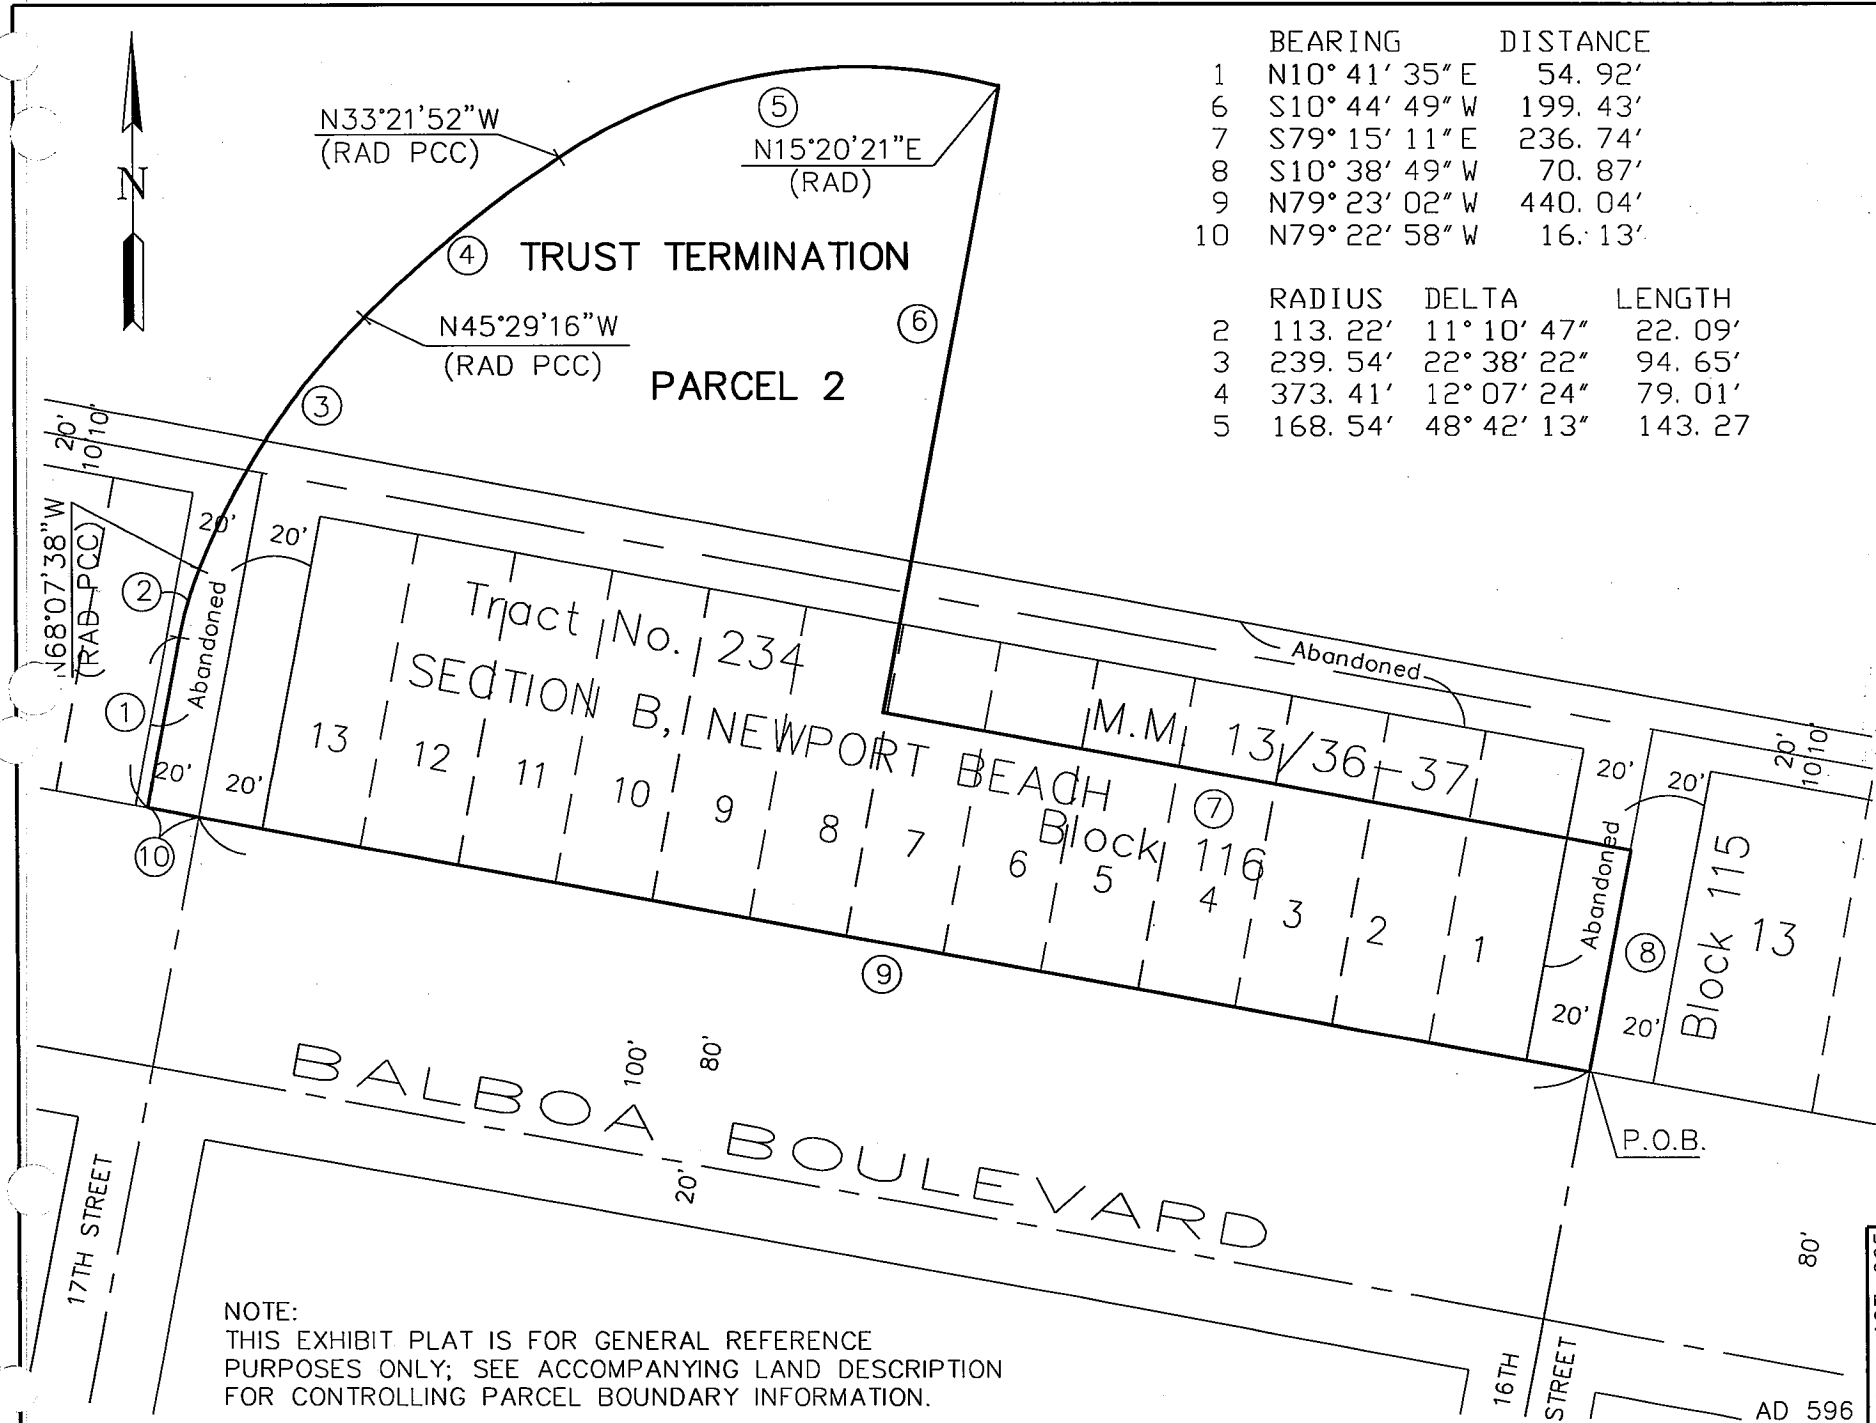 BEARING DISTANCE
1 N10°41'35"E 54.92'
6 S10°44'49"W 199.43'
7 S79°15'11"E 236.74'
8 S10°38'49"W 70.87'
9 N79°23'02"W 440.04'
10 N79°22'58"W 16.13'
RADIUS DELTA LENGTH
2 113.22' 11°10'47" 22.09'
3 239.54' 22°38'22" 94.65'
4 373.41' 12°07'24" 79.01'
5 168.54' 48°42'13" 143.27
N
N33°21'52"W
(RAD PCC)
5
N15°20'21"E
(RAD)
4
TRUST TERMINATION
N45°29'16"W
(RAD PCC)
6
PARCEL 2
3
20'
10'10'
N68°07'38"W
(RAD PCC)
20'
20'
2
Abandoned
1
20'
20'
10
Tract No. 234
SECTION B, NEWPORT BEACH
M.M. 13/36-37
Block 116
Abandoned
7
13
12
11
10
9
8
7
6
5
4
3
2
1
20'
20'
20'
10'10'
Abandoned
8
Block 115
13
20'
20'
9
P.O.B.
BALBOA BOULEVARD
100'
80'
20'
80'
17TH STREET
16TH
STREET
NOTE:
THIS EXHIBIT PLAT IS FOR GENERAL REFERENCE
PURPOSES ONLY; SEE ACCOMPANYING LAND DESCRIPTION
FOR CONTROLLING PARCEL BOUNDARY INFORMATION.
AD 596